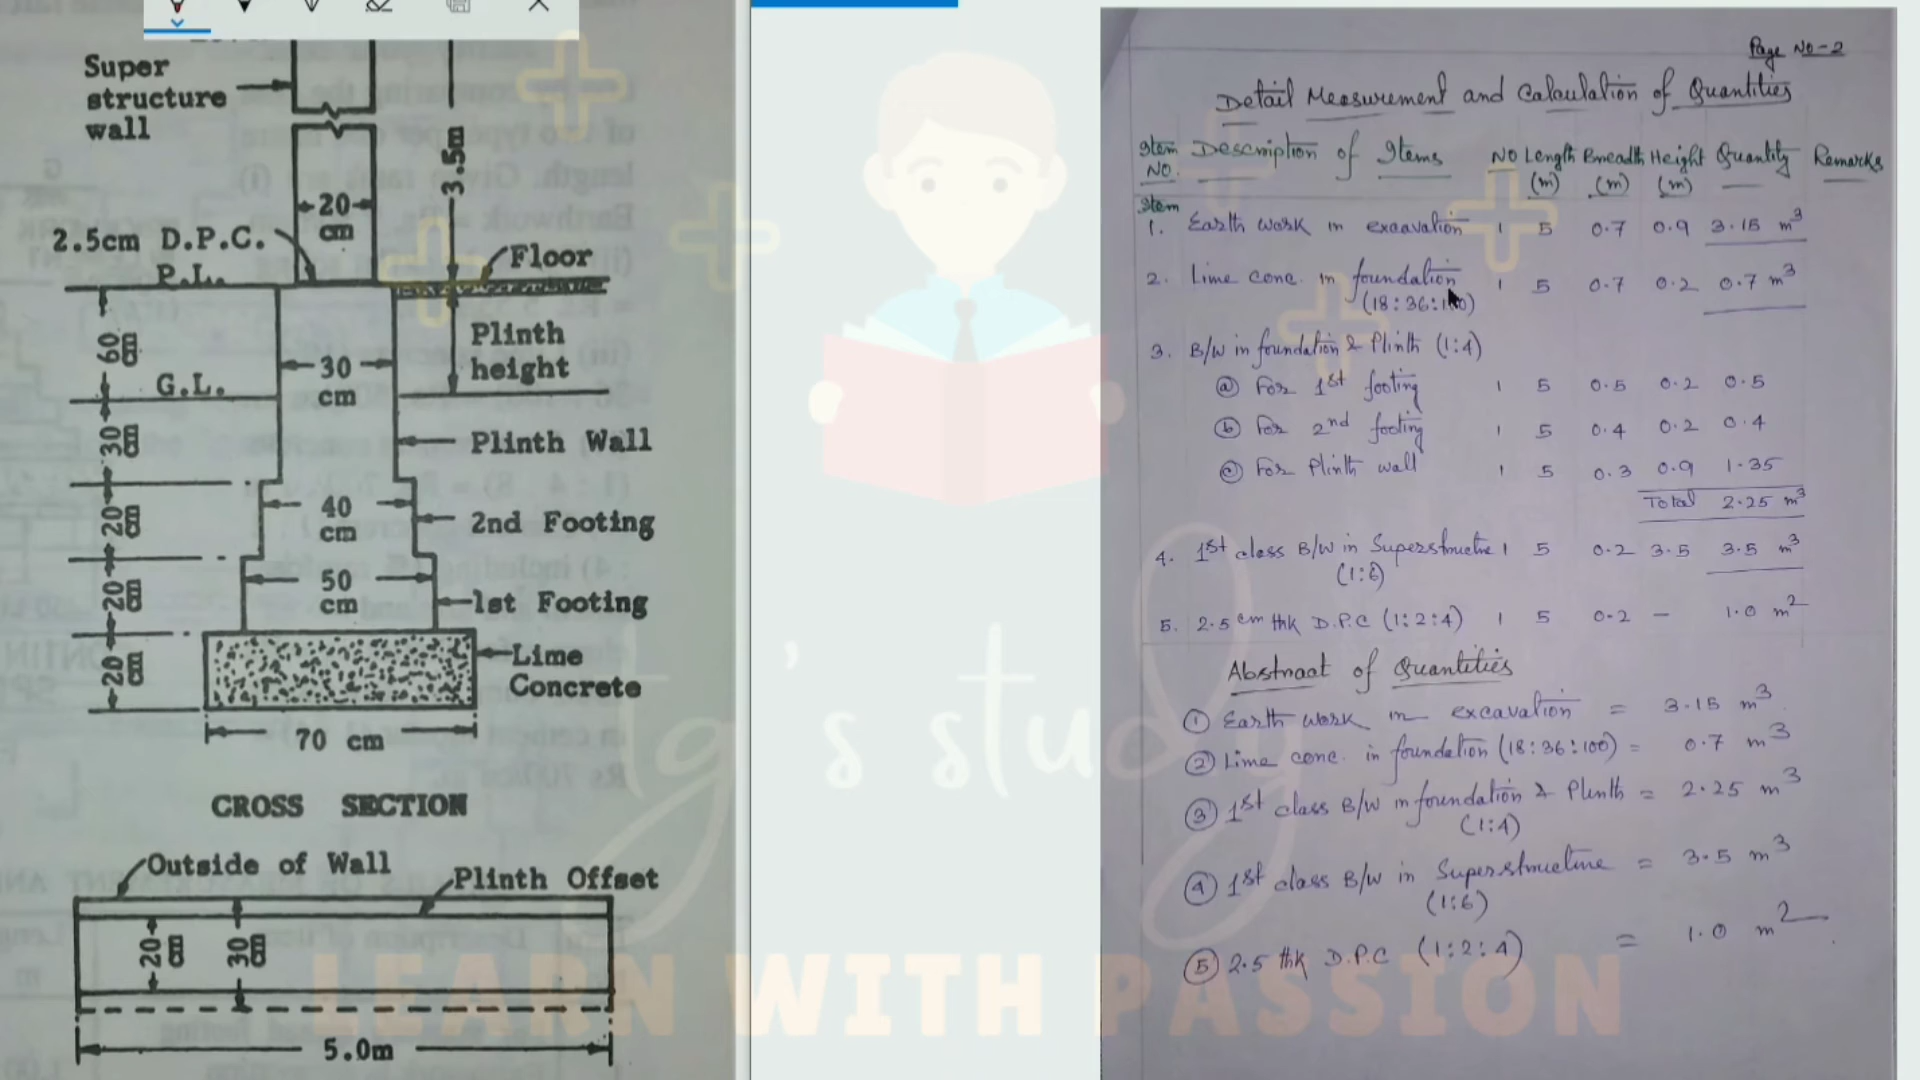 Super
structure
wall
3.5m
20
cm
2.5cm D.P.C.
P.L.
Floor
60
cm
Plinth
height
30
cm
G.L.
30
cm
Plinth Wall
20
cm
40
cm
2nd Footing
20
cm
50
cm
1st Footing
20
cm
Lime
Concrete
70 cm
CROSS SECTION
Outside of Wall
Plinth Offset
20
cm
30
cm
5.0m
Page No-2
Detail Measurement and Calculation of Quantities
Item NO. Description of Items NO Length (m) Breadth (m) Height (m) Quantity Remarks
Item
1. Earth work in excavation 1 5 0.7 0.9 3.15 m³
2. Lime conc. in foundation 1 5 0.7 0.2 0.7 m³
(18:36:100)
3. B/W in foundation & Plinth (1:4)
(a) For 1st footing 1 5 0.5 0.2 0.5
(b) For 2nd footing 1 5 0.4 0.2 0.4
(c) For Plinth wall 1 5 0.3 0.9 1.35
Total 2.25 m³
4. 1st class B/W in Superstructure 1 5 0.2 3.5 3.5 m³
(1:6)
5. 2.5 cm thk D.P.C (1:2:4) 1 5 0.2 – 1.0 m²
Abstract of Quantities
(1) Earth work in excavation = 3.15 m³
(2) Lime conc. in foundation (18:36:100) = 0.7 m³
(3) 1st class B/W in foundation & Plinth = 2.25 m³
(1:4)
(4) 1st class B/W in Superstructure = 3.5 m³
(1:6)
(5) 2.5 thk D.P.C (1:2:4) = 1.0 m²
Tg's study
LEARN WITH PASSION